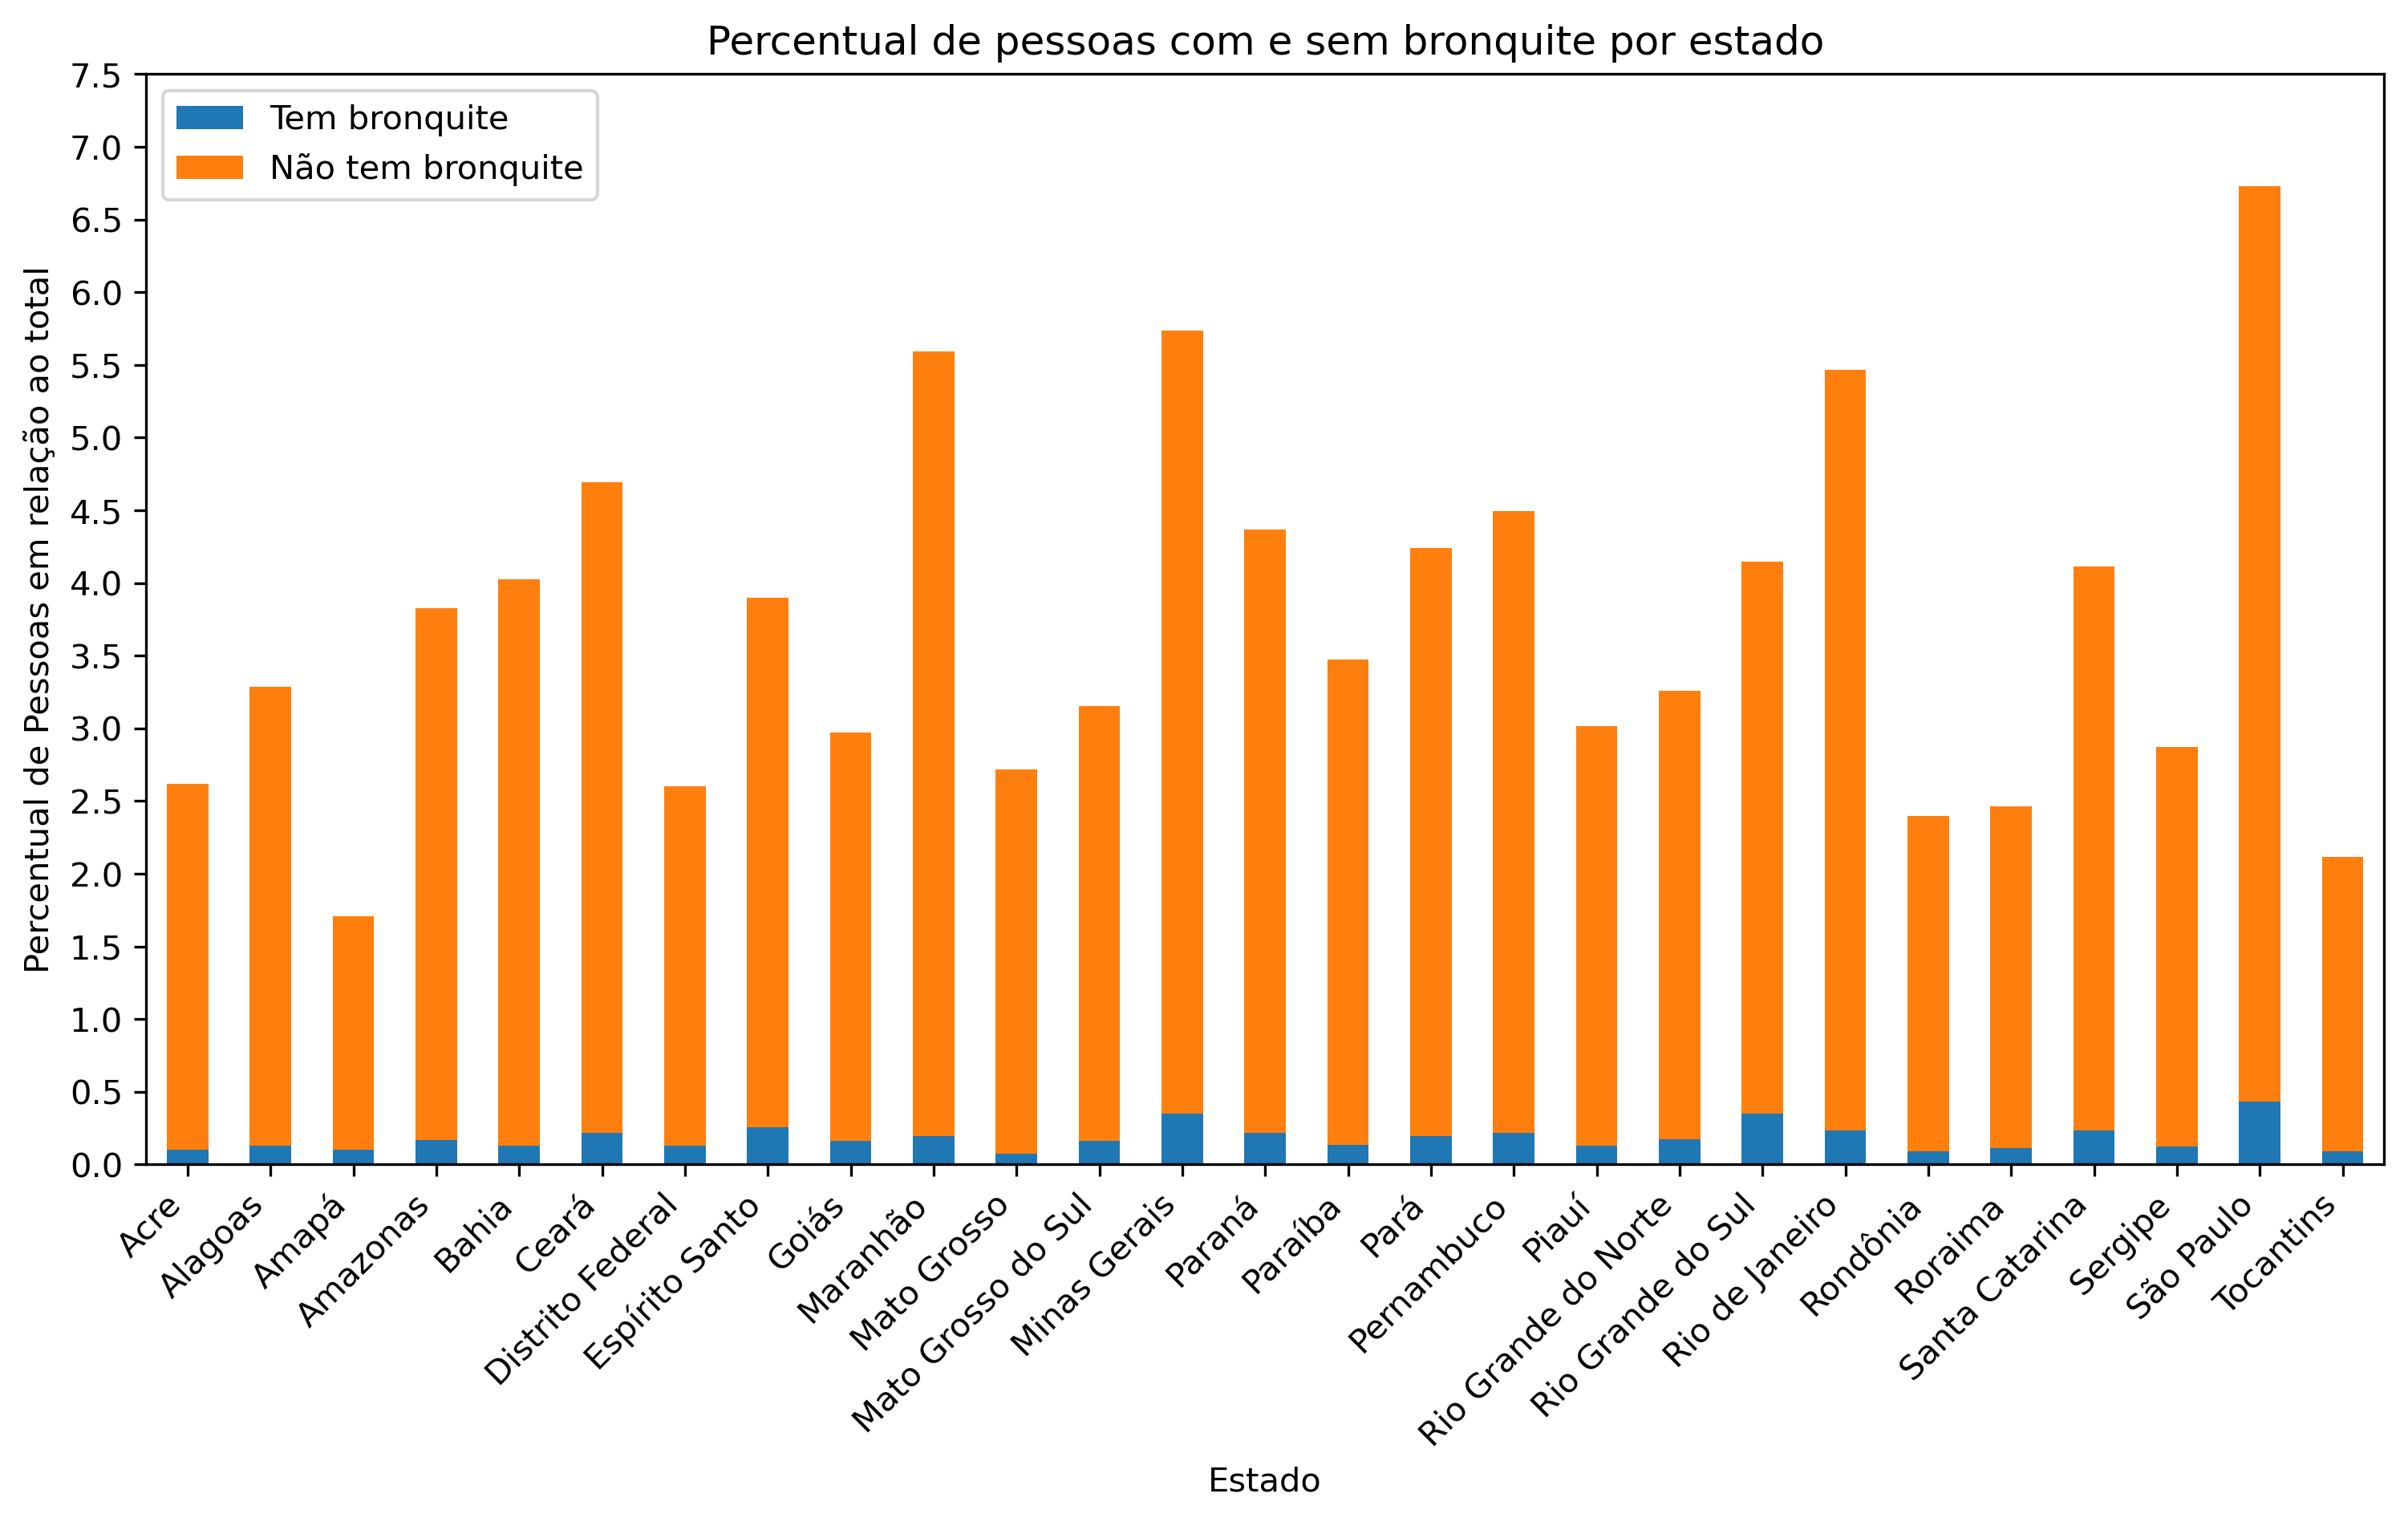 Percentual de pessoas com e sem bronquite por estado
Tem bronquite
Não tem bronquite
Percentual de Pessoas em relação ao total
7.5
7.0
6.5
6.0
5.5
5.0
4.5
4.0
3.5
3.0
2.5
2.0
1.5
1.0
0.5
0.0
Acre
Alagoas
Amapá
Amazonas
Bahia
Ceará
Distrito Federal
Espírito Santo
Goiás
Maranhão
Mato Grosso
Mato Grosso do Sul
Minas Gerais
Paraná
Paraíba
Pará
Pernambuco
Piauí
Rio Grande do Norte
Rio Grande do Sul
Rio de Janeiro
Rondônia
Roraima
Santa Catarina
Sergipe
São Paulo
Tocantins
Estado